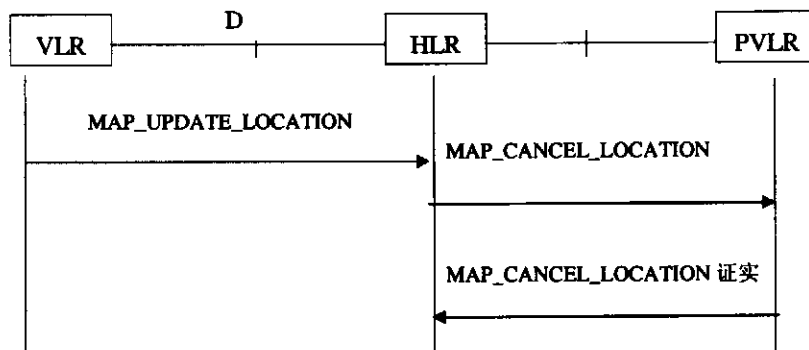 D
VLR
HLR
PVLR
MAP_UPDATE_LOCATION
MAP_CANCEL_LOCATION
MAP_CANCEL_LOCATION 证实